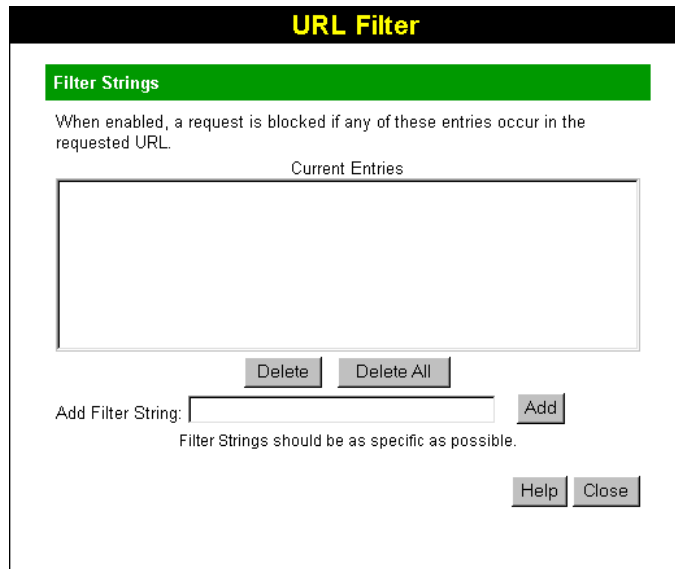 URL Filter
Filter Strings
When enabled, a request is blocked if any of these entries occur in the
requested URL.
Current Entries
Delete Delete All
Add Filter String: Add
Filter Strings should be as specific as possible.
Help Close